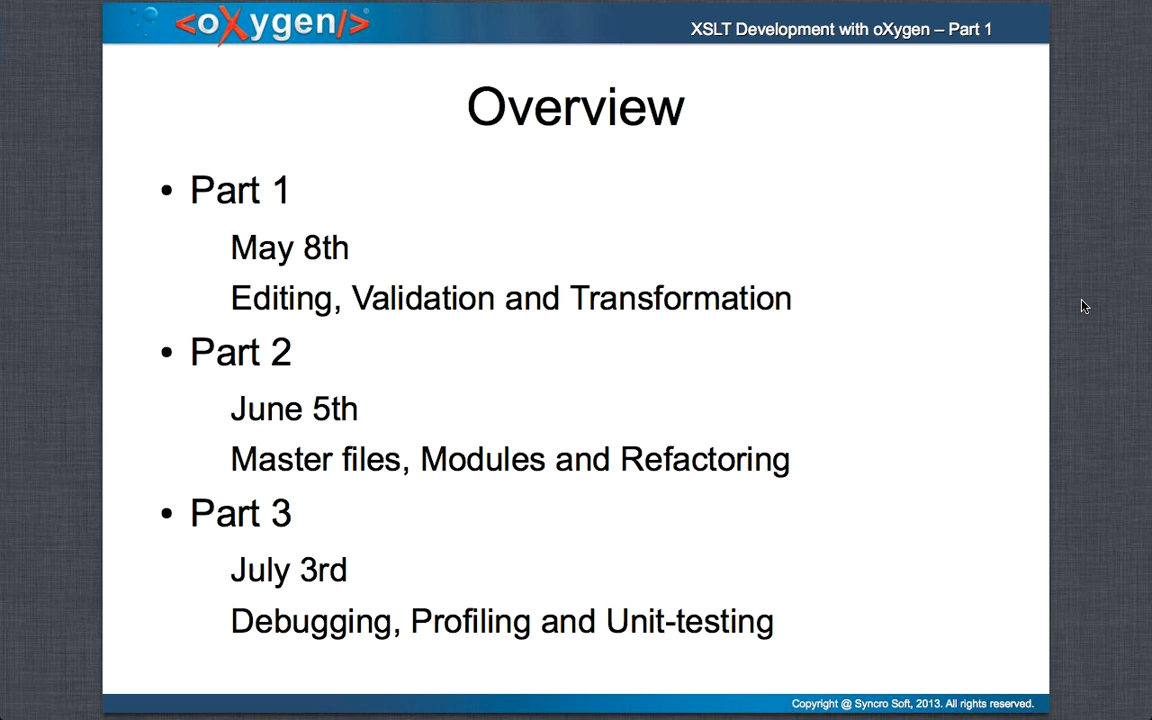 <oXygen/>®
XSLT Development with oXygen – Part 1
Overview
• Part 1
May 8th
Editing, Validation and Transformation
• Part 2
June 5th
Master files, Modules and Refactoring
• Part 3
July 3rd
Debugging, Profiling and Unit-testing
Copyright @ Syncro Soft, 2013. All rights reserved.